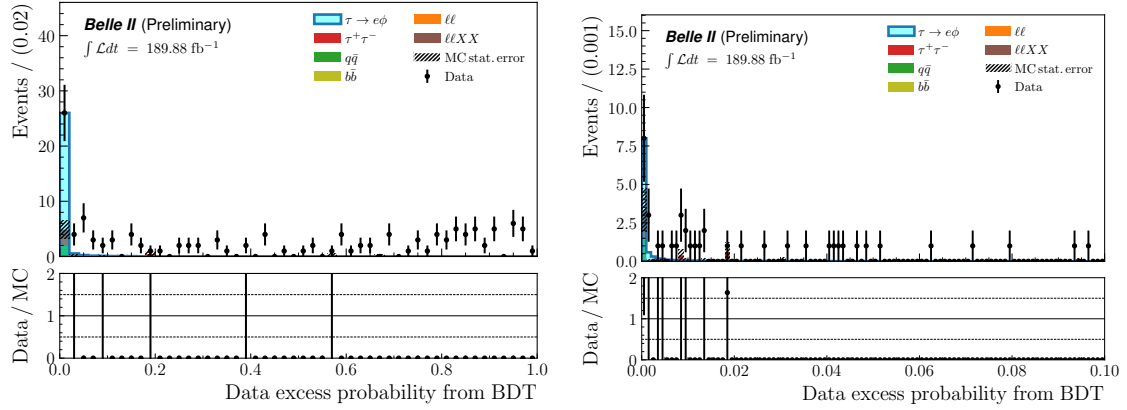 Belle II (Preliminary)
∫ ℒdt = 189.88 fb⁻¹
τ → eϕ
τ⁺τ⁻
qq̄
bb̄
ℓℓ
ℓℓXX
MC stat. error
Data
Events / (0.02)
40
30
20
10
0
Data / MC
2
1
0
0.0 0.2 0.4 0.6 0.8 1.0
Data excess probability from BDT
Belle II (Preliminary)
∫ ℒdt = 189.88 fb⁻¹
τ → eϕ
τ⁺τ⁻
qq̄
bb̄
ℓℓ
ℓℓXX
MC stat. error
Data
Events / (0.001)
15.0
12.5
10.0
7.5
5.0
2.5
0.0
Data / MC
2
1
0
0.00 0.02 0.04 0.06 0.08 0.10
Data excess probability from BDT